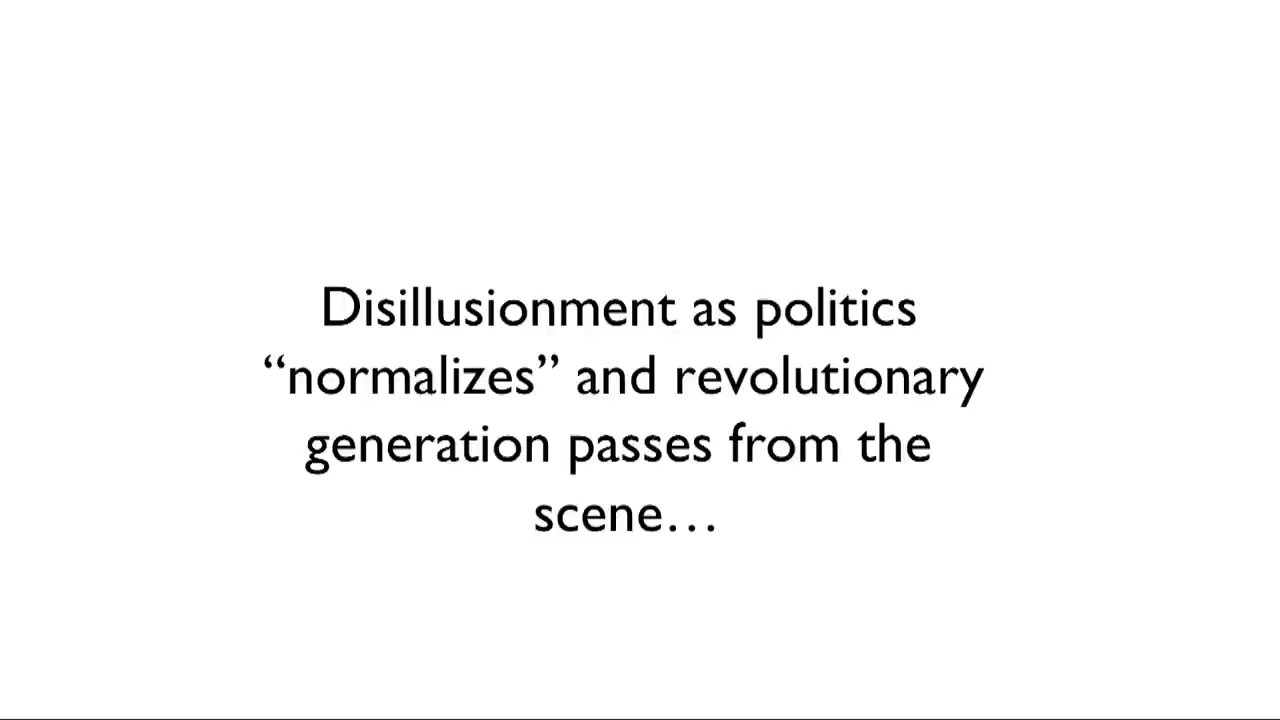 Disillusionment as politics
“normalizes” and revolutionary
generation passes from the
scene…